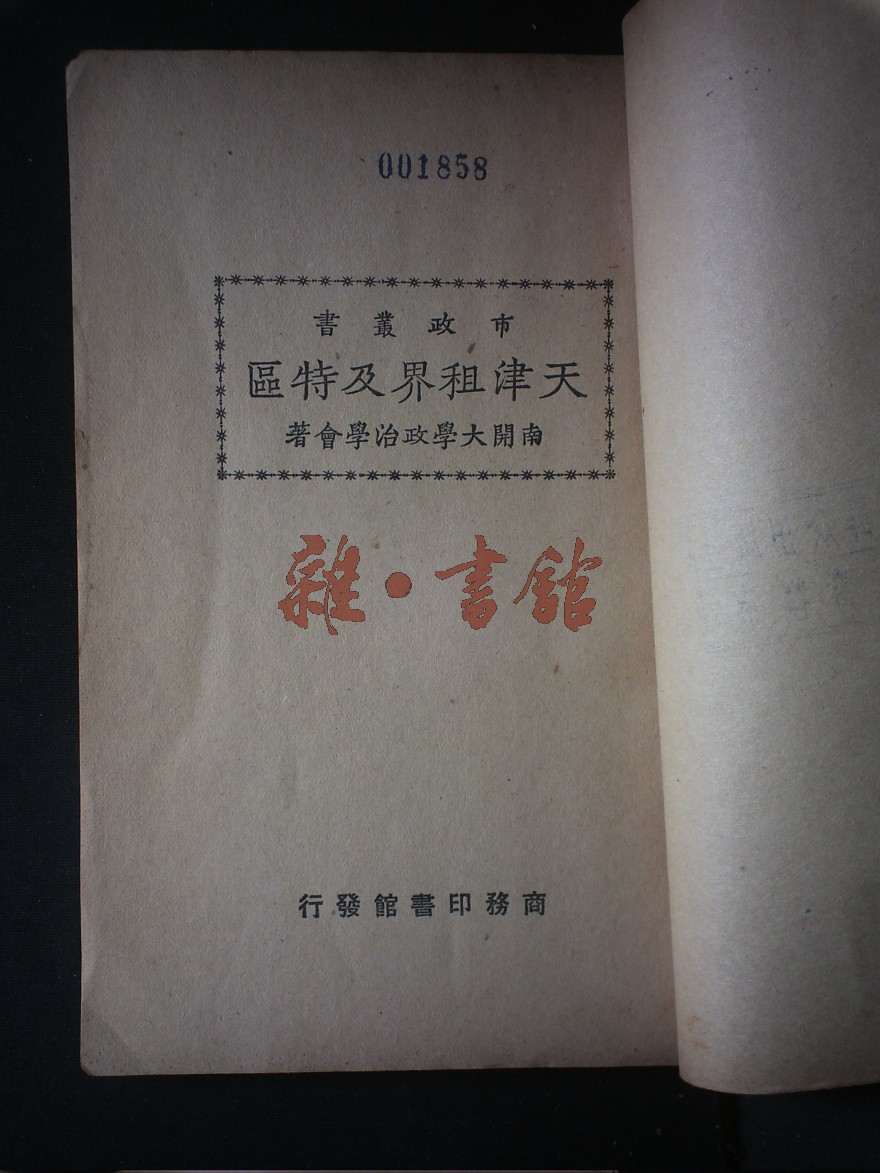 001858
市政叢書
天津租界及特區
南開大學政治學會著
雜·書館
商務印書館發行